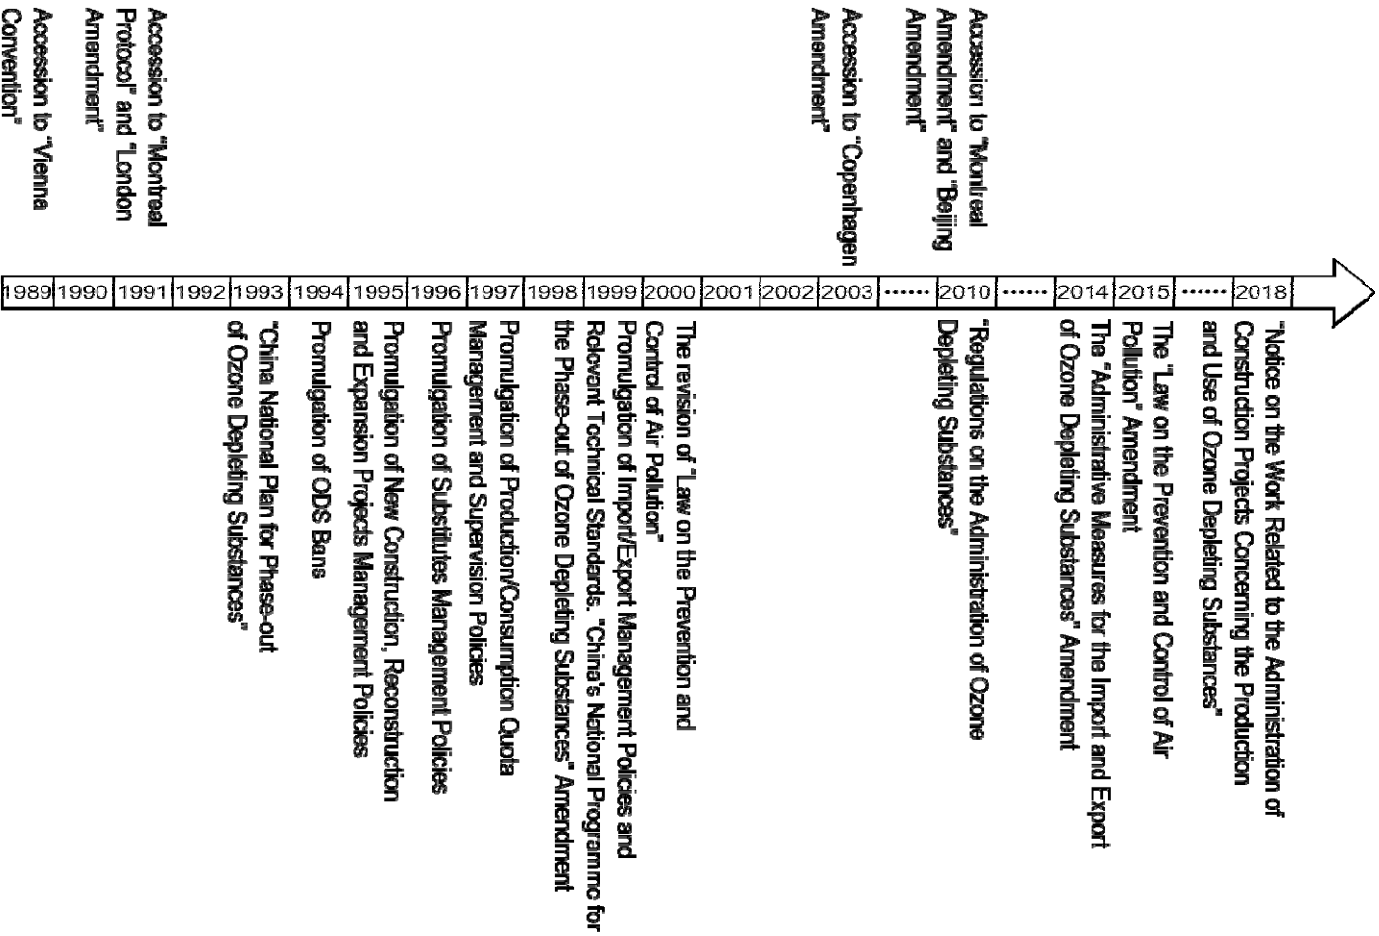 Accession to "Vienna
Convention"
Accession to "Montreal
Protocol" and "London
Amendment"
Accession to "Copenhagen
Amendment"
Accession to "Montreal
Amendment" and "Beijing
Amendment"
1989 1990 1991 1992 1993 1994 1995 1996 1997 1998 1999 2000 2001 2002 2003 ...... 2010 ...... 2014 2015 ...... 2018
"China National Plan for Phase-out
of Ozone Depleting Substances"
Promulgation of ODS Bans
Promulgation of New Construction, Reconstruction
and Expansion Projects Management Policies
Promulgation of Substitutes Management Policies
Promulgation of Production/Consumption Quota
Management and Supervision Policies
Promulgation of Import/Export Management Policies and
Relevant Technical Standards. "China's National Programme for
the Phase-out of Ozone Depleting Substances" Amendment
The revision of "Law on the Prevention and
Control of Air Pollution"
"Regulations on the Administration of Ozone
Depleting Substances"
The "Administrative Measures for the Import and Export
of Ozone Depleting Substances" Amendment
The "Law on the Prevention and Control of Air
Pollution" Amendment
"Notice on the Work Related to the Administration of
Construction Projects Concerning the Production
and Use of Ozone Depleting Substances"